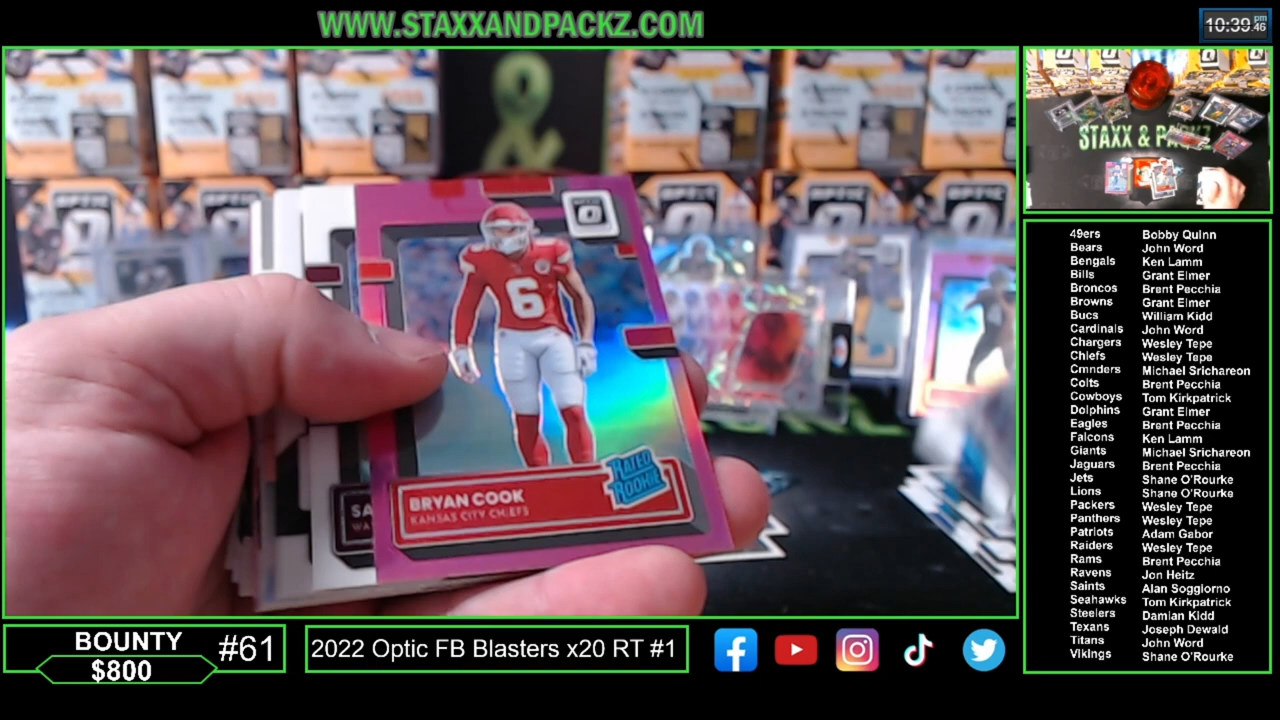 WWW.STAXXANDPACKZ.COM
10:39 pm .46
STAXX & PACKZ
OPTIC
6
RATED
ROOKIE
BRYAN COOK
KANSAS CITY CHIEFS
SA
WA
49ers Bobby Quinn
Bears John Word
Bengals Ken Lamm
Bills Grant Elmer
Broncos Brent Pecchia
Browns Grant Elmer
Bucs William Kidd
Cardinals John Word
Chargers Wesley Tepe
Chiefs Wesley Tepe
Cmnders Michael Srichareon
Colts Brent Pecchia
Cowboys Tom Kirkpatrick
Dolphins Grant Elmer
Eagles Brent Pecchia
Falcons Ken Lamm
Giants Michael Srichareon
Jaguars Brent Pecchia
Jets Shane O'Rourke
Lions Shane O'Rourke
Packers Wesley Tepe
Panthers Wesley Tepe
Patriots Adam Gabor
Raiders Wesley Tepe
Rams Brent Pecchia
Ravens Jon Heitz
Saints Alan Soggiorno
Seahawks Tom Kirkpatrick
Steelers Damian Kidd
Texans Joseph Dewald
Titans John Word
Vikings Shane O'Rourke
BOUNTY #61
$800
2022 Optic FB Blasters x20 RT #1